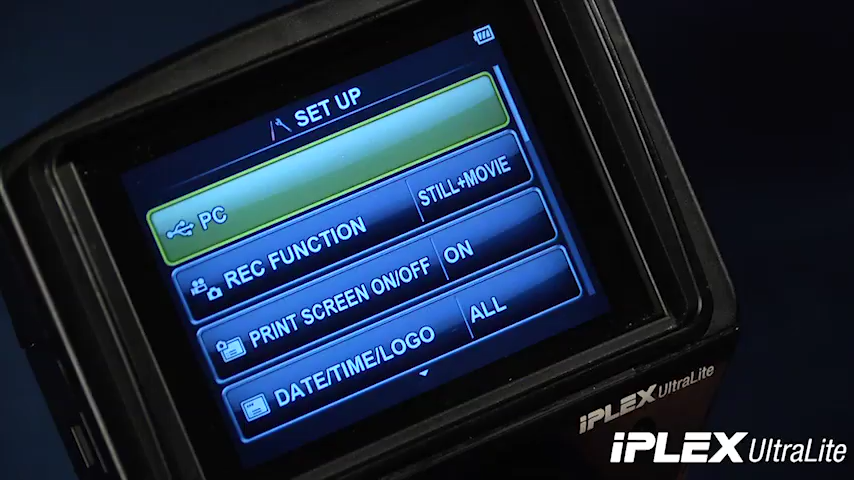 SET UP
PC
REC FUNCTION STILL+MOVIE
PRINT SCREEN ON/OFF ON
DATE/TIME/LOGO ALL
iPLEX UltraLite
iPLEX UltraLite